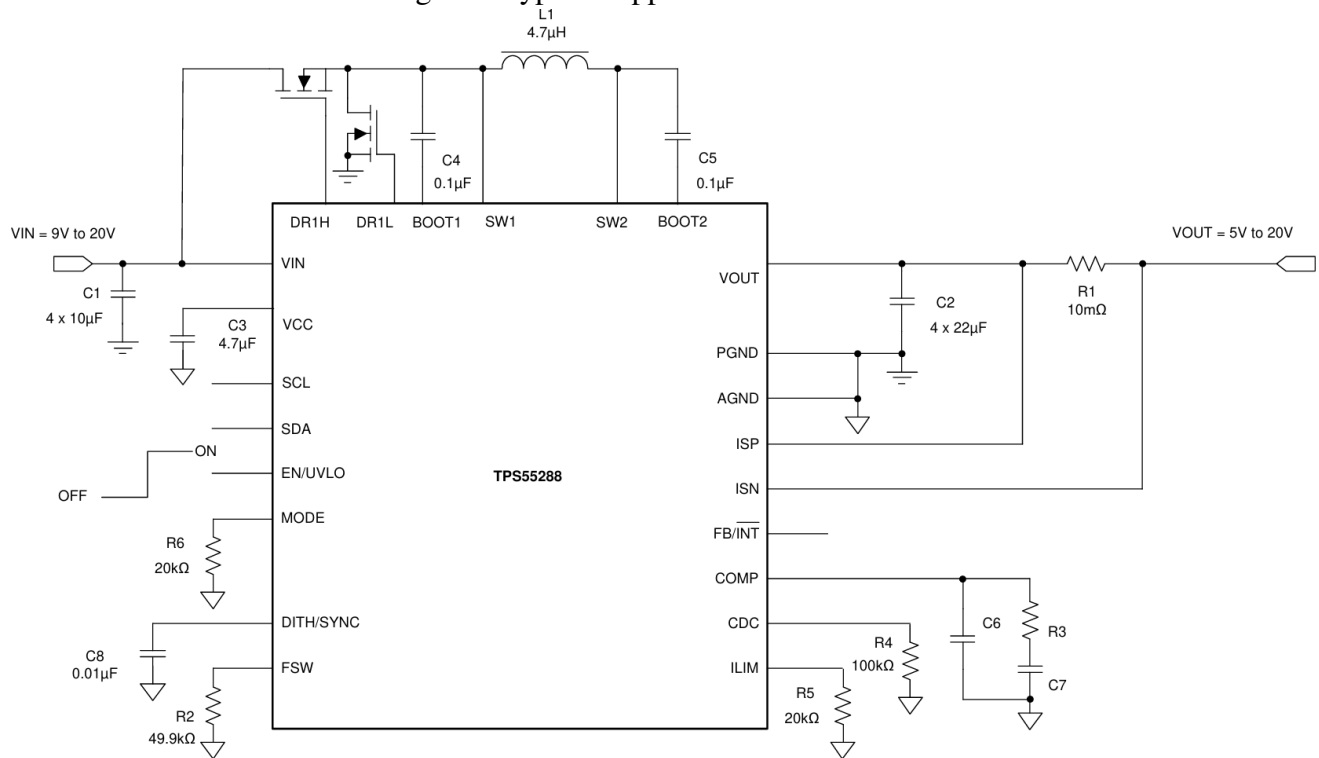 L1
4.7µH
C4
0.1µF
C5
0.1µF
DR1H DR1L BOOT1 SW1 SW2 BOOT2
VIN = 9V to 20V
VOUT = 5V to 20V
VIN
VOUT
C1
4 x 10µF
C3
4.7µF
VCC
C2
4 x 22µF
R1
10mΩ
PGND
SCL
AGND
SDA
ISP
ON
OFF
EN/UVLO
TPS55288
ISN
MODE
FB/INT
R6
20kΩ
COMP
DITH/SYNC
CDC
C6
R3
C8
0.01µF
FSW
ILIM
R4
100kΩ
C7
R2
49.9kΩ
R5
20kΩ